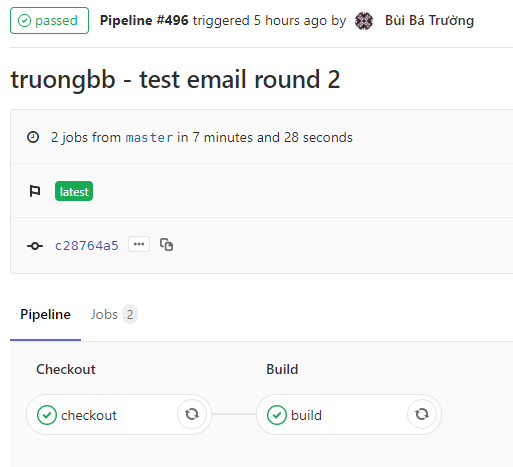 passed Pipeline #496 triggered 5 hours ago by Bùi Bá Trường
truongbb - test email round 2
2 jobs from master in 7 minutes and 28 seconds
latest
c28764a5 ...
Pipeline Jobs 2
Checkout Build
checkout build